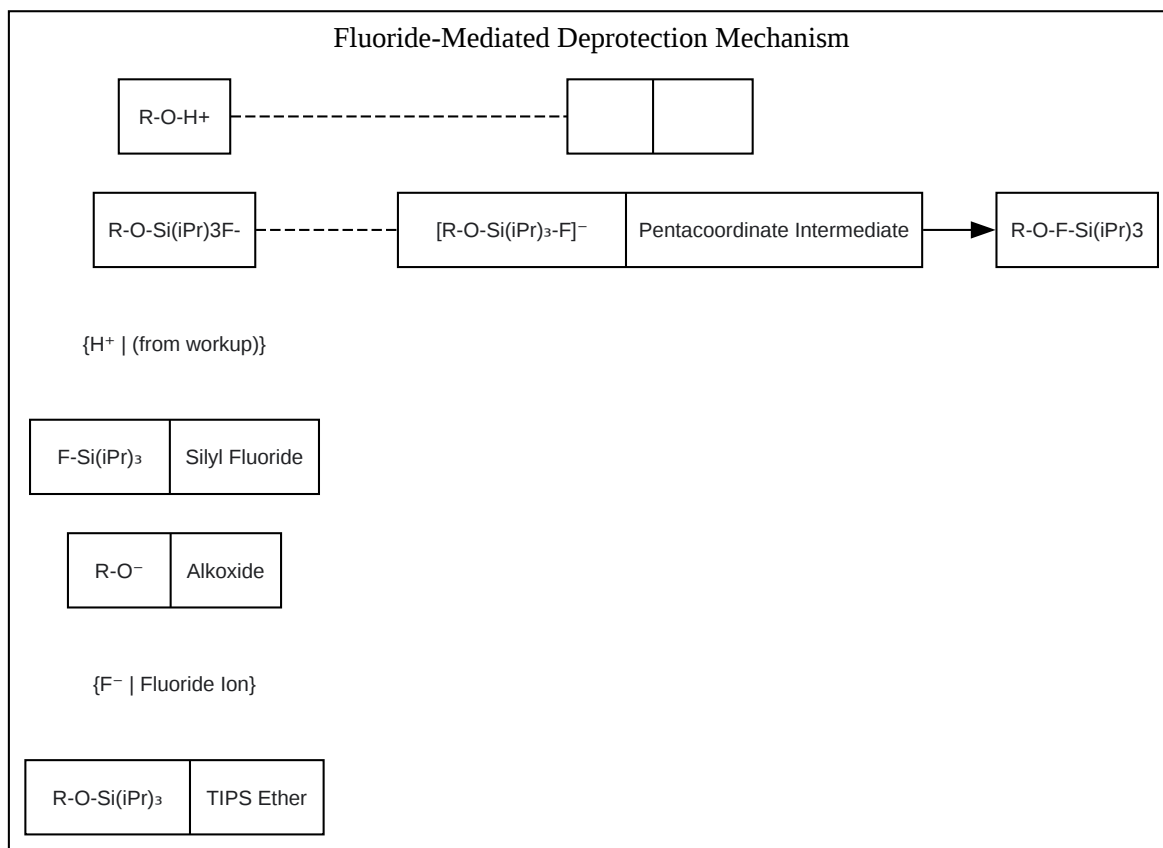 Fluoride-Mediated Deprotection Mechanism
R-O-H+
R-O-Si(iPr)3F-
[R-O-Si(iPr)₃-F]⁻
Pentacoordinate Intermediate
R-O-F-Si(iPr)3
{H⁺ | (from workup)}
F-Si(iPr)₃
Silyl Fluoride
R-O⁻
Alkoxide
{F⁻ | Fluoride Ion}
R-O-Si(iPr)₃
TIPS Ether